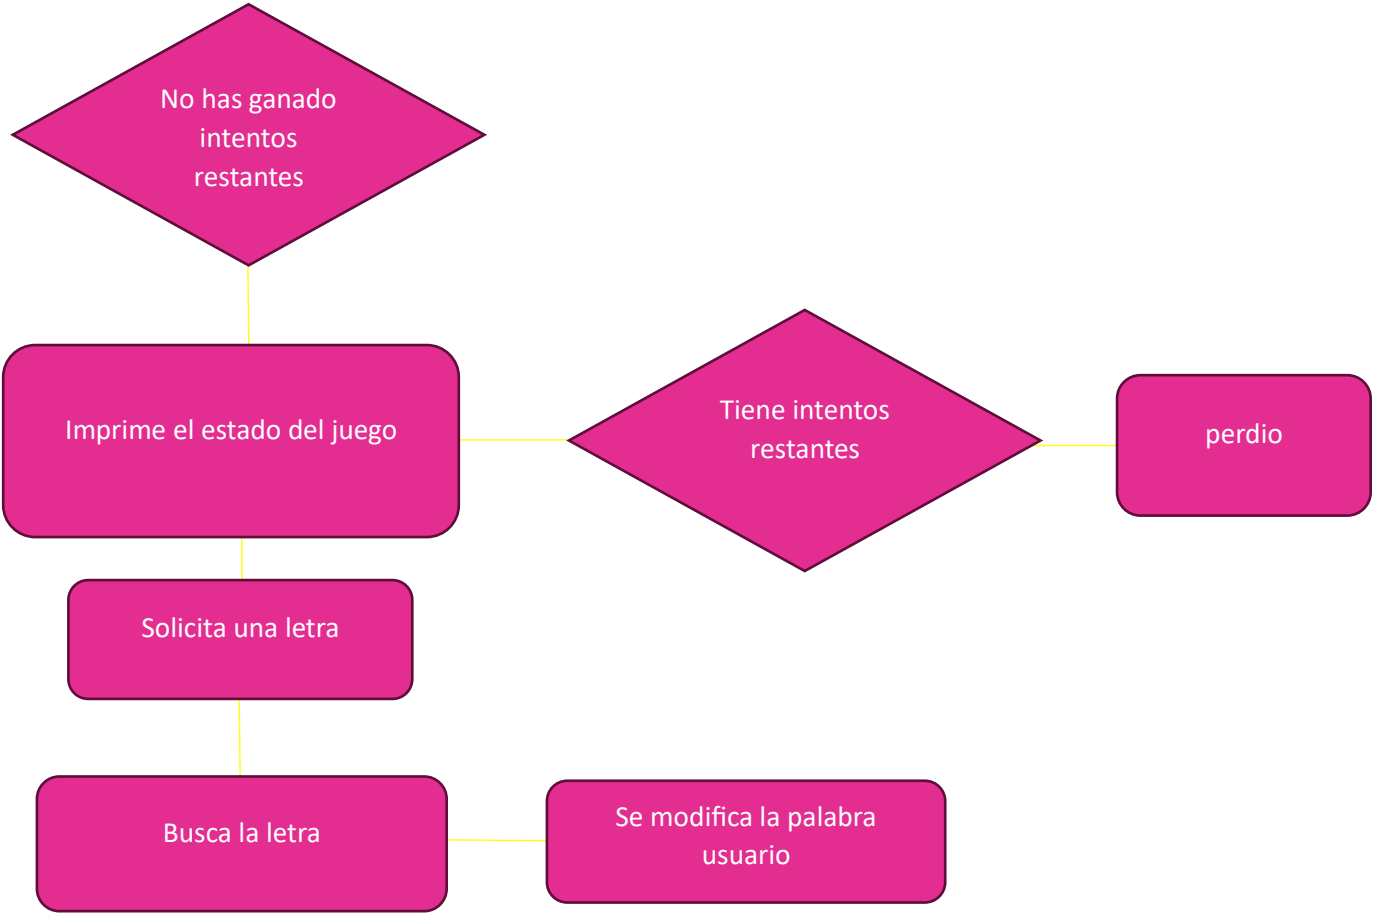 No has ganado
intentos
restantes
Imprime el estado del juego
Tiene intentos
restantes
perdio
Solicita una letra
Busca la letra
Se modifica la palabra
usuario